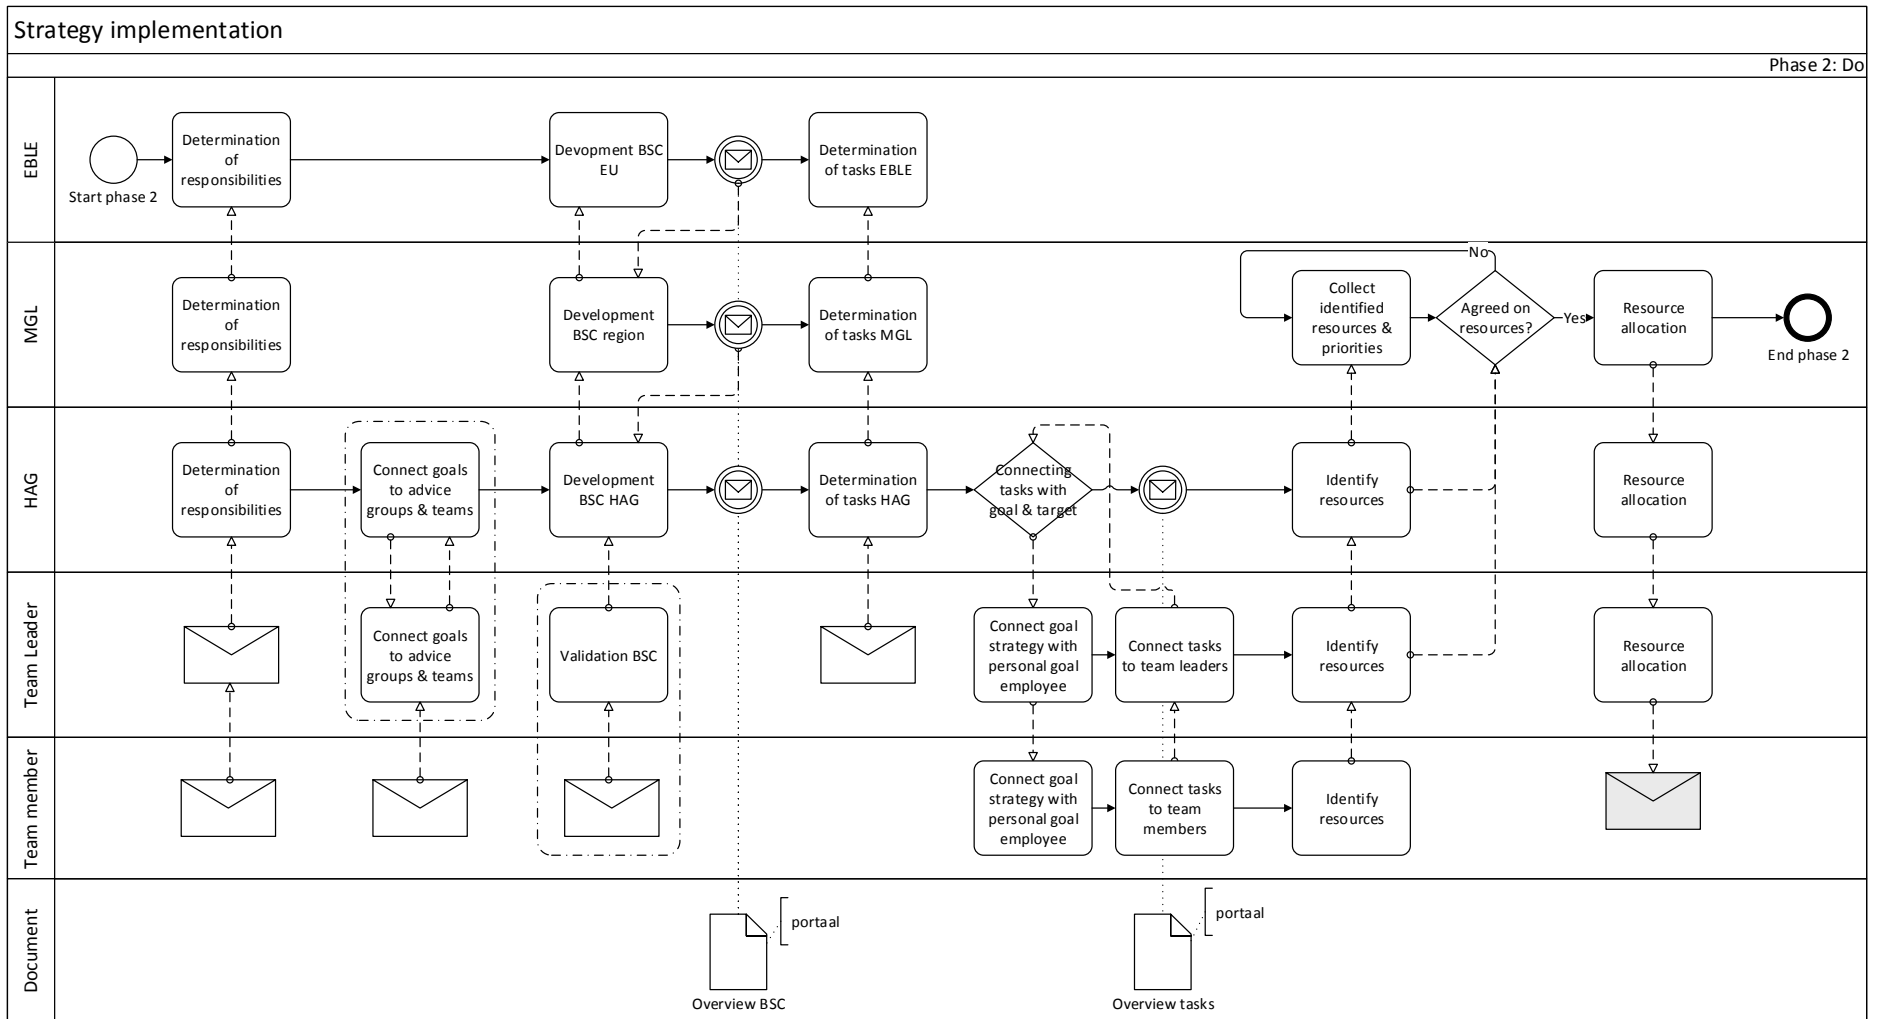 Strategy implementation
Phase 2: Do
EBLE
Start phase 2
Determination
of
responsibilities
Devopment BSC
EU
Determination
of tasks EBLE
MGL
Determination
of
responsibilities
Development
BSC region
Determination
of tasks MGL
Collect
identified
resources &
priorities
No
Agreed on
resources?
Yes
Resource
allocation
End phase 2
HAG
Determination
of
responsibilities
Connect goals
to advice
groups & teams
Development
BSC HAG
Determination
of tasks HAG
Connecting
tasks with
goal & target
Identify
resources
Resource
allocation
Team Leader
Connect goals
to advice
groups & teams
Validation BSC
Connect goal
strategy with
personal goal
employee
Connect tasks
to team leaders
Identify
resources
Resource
allocation
Team member
Connect goal
strategy with
personal goal
employee
Connect tasks
to team
members
Identify
resources
Document
portaal
Overview BSC
portaal
Overview tasks